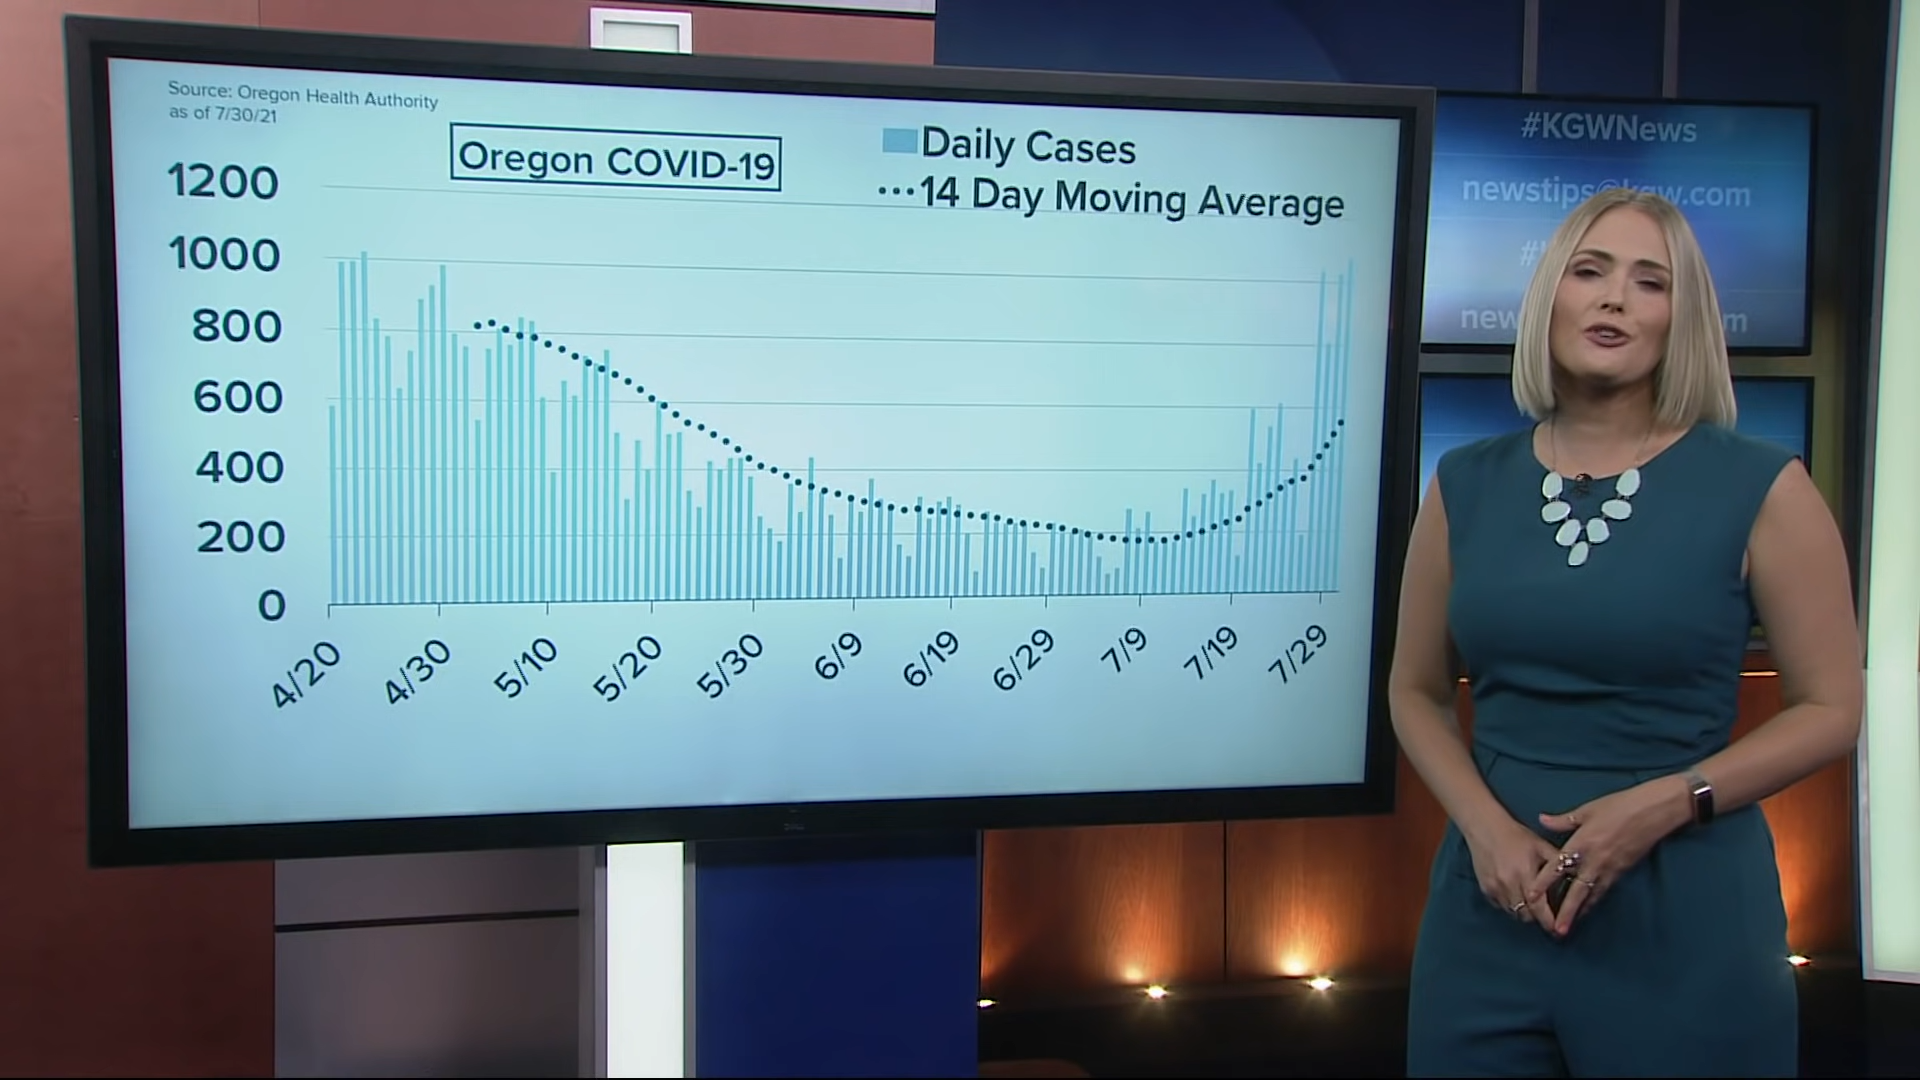 Source: Oregon Health Authority
as of 7/30/21
Oregon COVID-19
Daily Cases
14 Day Moving Average
1200
1000
800
600
400
200
0
4/20
4/30
5/10
5/20
5/30
6/9
6/19
6/29
7/9
7/19
7/29
#KGWNews
newstips@kgw.com
#
new
m